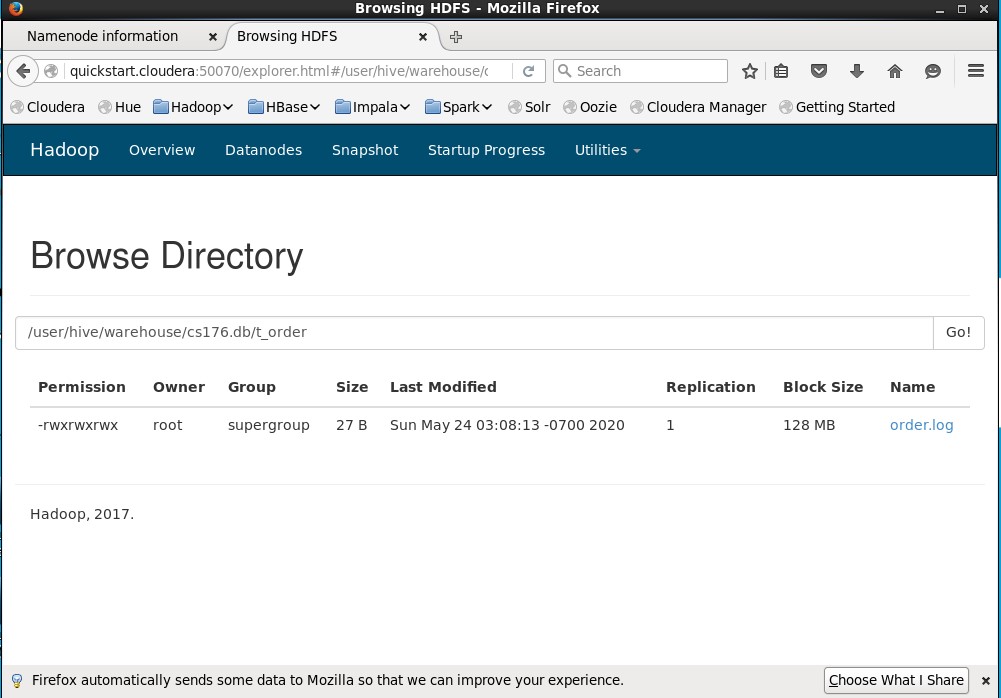 Browsing HDFS - Mozilla Firefox
Namenode information
Browsing HDFS
quickstart.cloudera:50070/explorer.html#/user/hive/warehouse/c
Search
Cloudera Hue Hadoop HBase Impala Spark Solr Oozie Cloudera Manager Getting Started
Hadoop Overview Datanodes Snapshot Startup Progress Utilities
Browse Directory
/user/hive/warehouse/cs176.db/t_order Go!
Permission Owner Group Size Last Modified Replication Block Size Name
-rwxrwxrwx root supergroup 27 B Sun May 24 03:08:13 -0700 2020 1 128 MB order.log
Hadoop, 2017.
Firefox automatically sends some data to Mozilla so that we can improve your experience. Choose What I Share